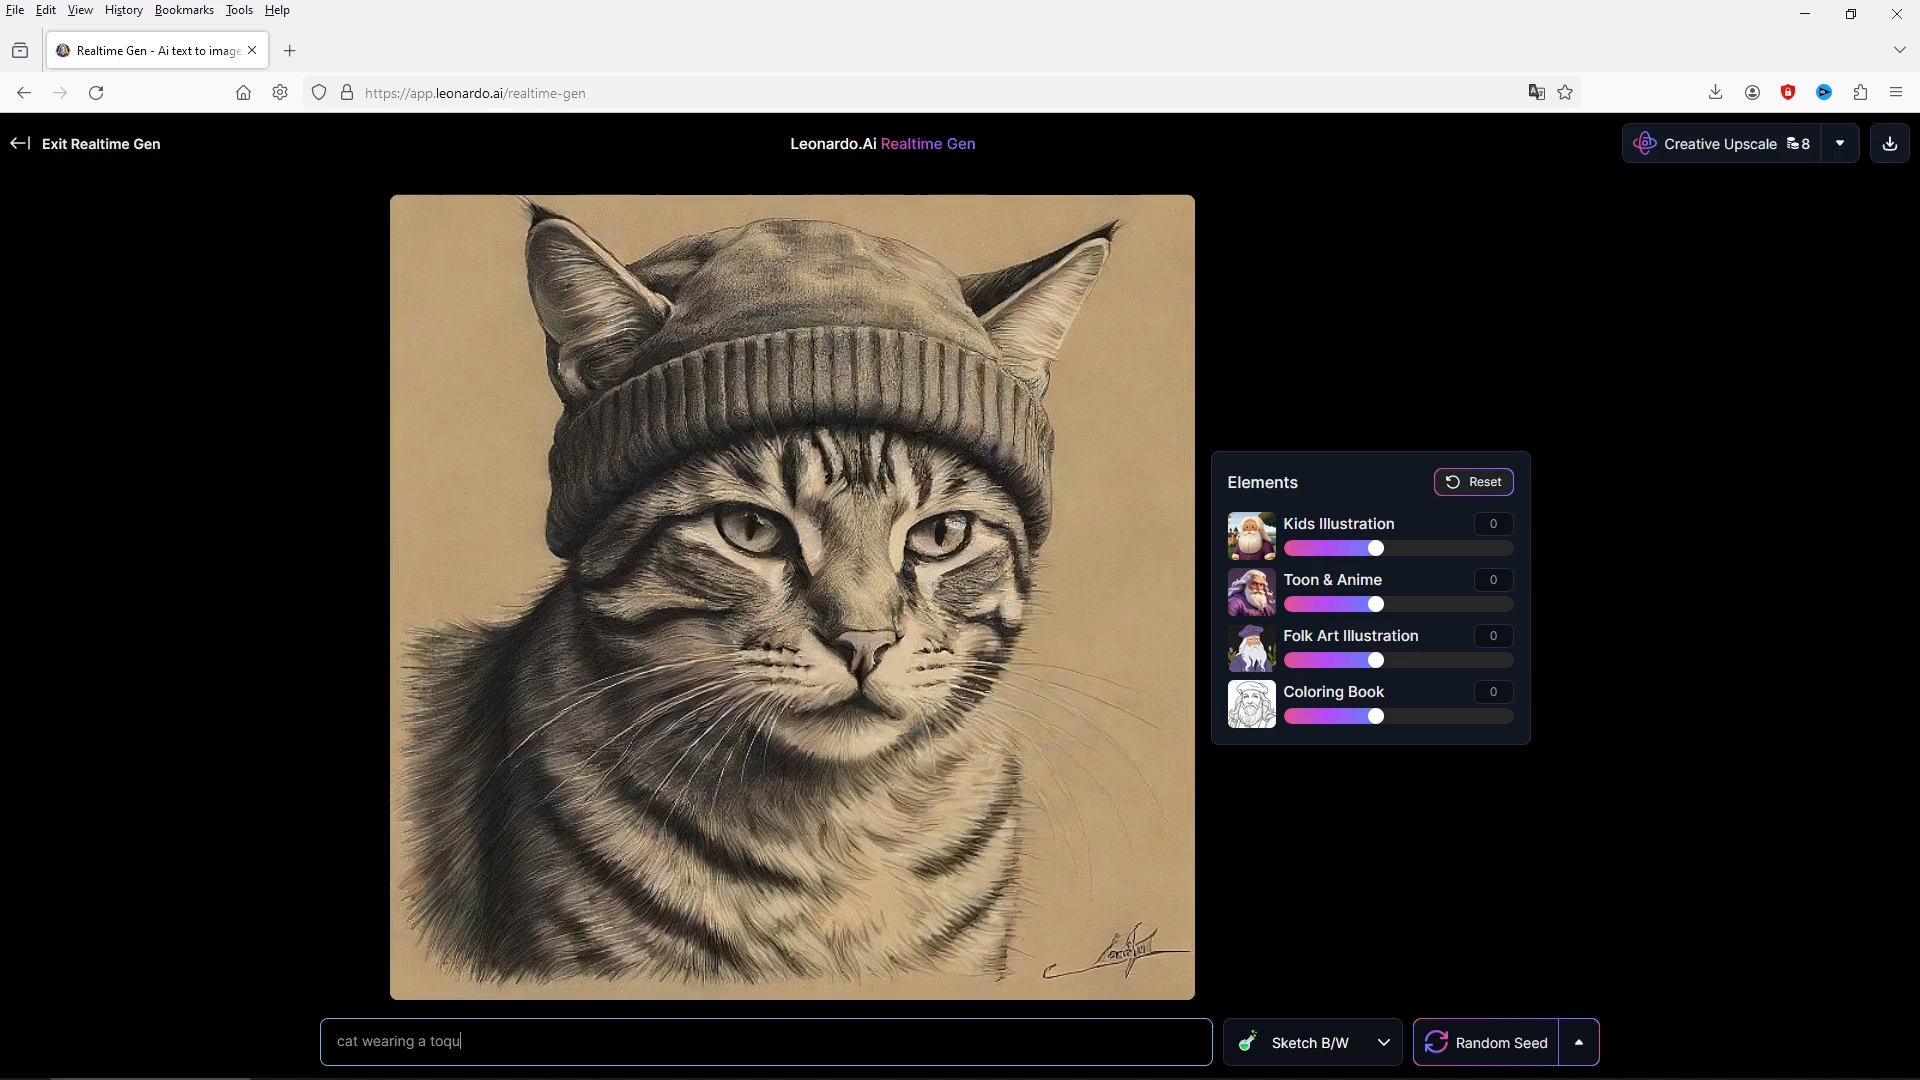 File Edit View History Bookmarks Tools Help
Realtime Gen - Ai text to image
https://app.leonardo.ai/realtime-gen
Exit Realtime Gen
Leonardo.Ai Realtime Gen
Creative Upscale 8
Elements
Reset
Kids Illustration 0
Toon & Anime 0
Folk Art Illustration 0
Coloring Book 0
cat wearing a toqu
Sketch B/W
Random Seed